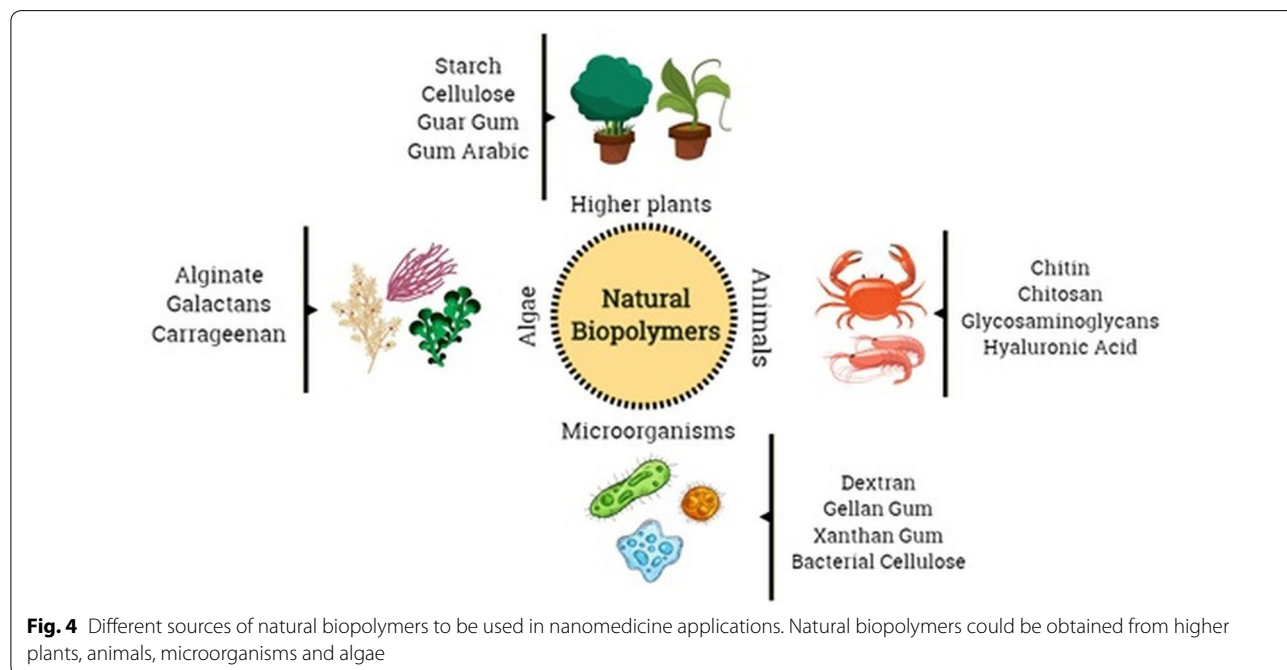 Starch
Cellulose
Guar Gum
Gum Arabic
Higher plants
Alginate
Galactans
Carrageenan
Algae
Natural
Biopolymers
Animals
Chitin
Chitosan
Glycosaminoglycans
Hyaluronic Acid
Microorganisms
Dextran
Gellan Gum
Xanthan Gum
Bacterial Cellulose
Fig. 4 Different sources of natural biopolymers to be used in nanomedicine applications. Natural biopolymers could be obtained from higher
plants, animals, microorganisms and algae